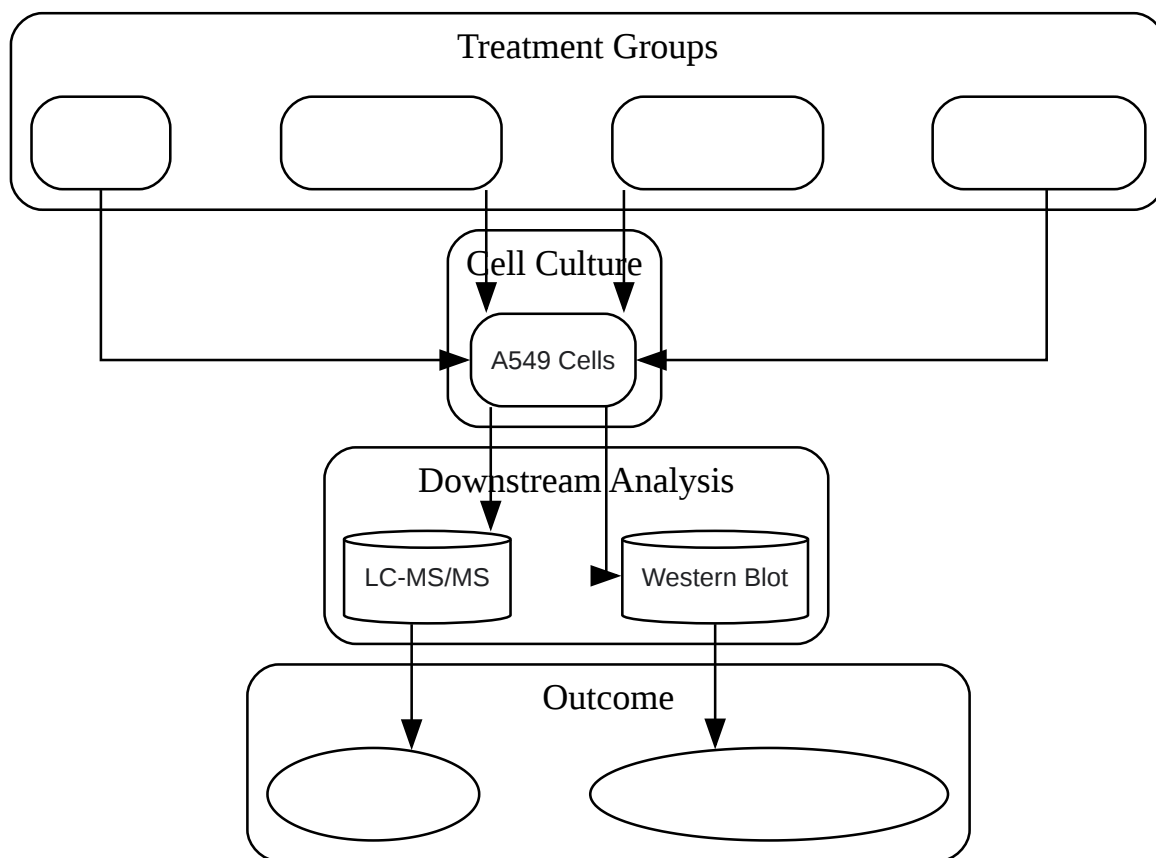 Treatment Groups
Cell Culture
A549 Cells
Downstream Analysis
LC-MS/MS
Western Blot
Outcome